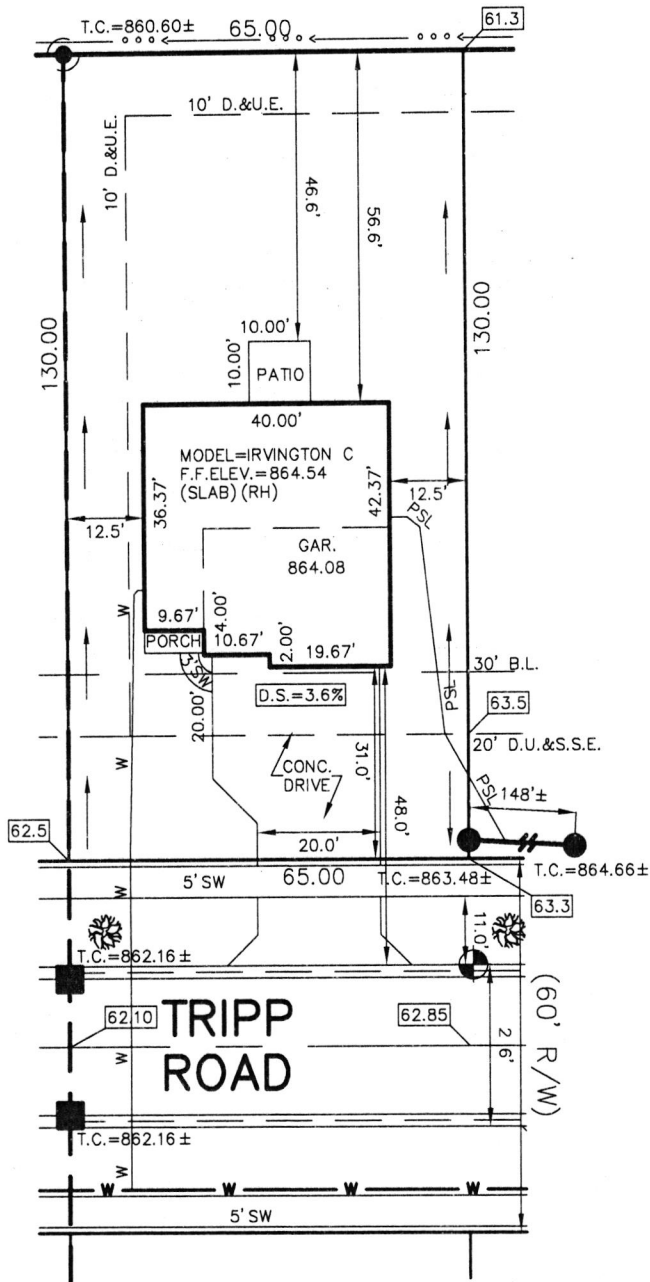 T.C.=860.60±
65.00
61.3
10' D.&U.E.
10' D.&U.E.
46.6'
56.6'
130.00
130.00
10.00'
10.00'
PATIO
40.00'
MODEL=IRVINGTON C
F.F.ELEV.=864.54
(SLAB)(RH)
36.37'
42.37'
12.5'
12.5'
PSL
GAR.
864.08
W
9.67'
4.00'
PORCH
10.67'
2.00'
19.67'
3'SW
30' B.L.
D.S.=3.6%
PSL
63.5
20.00'
20' D.U.&S.S.E.
31.0'
W
CONC.
DRIVE
48.0'
PSL
148'±
62.5
20.0'
T.C.=864.66±
5' SW
65.00
T.C.=863.48±
W
63.3
11.0'
T.C.=862.16±
(60' R/W)
62.10
TRIPP
ROAD
62.85
26'
W
T.C.=862.16±
W
W
W
W
W
5' SW